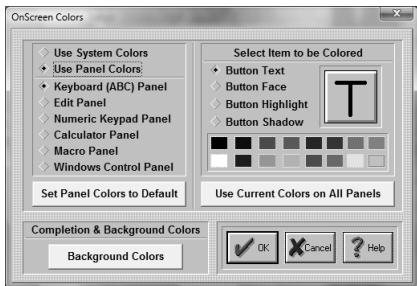 OnScreen Colors
Use System Colors
Use Panel Colors
Keyboard (ABC) Panel
Edit Panel
Numeric Keypad Panel
Calculator Panel
Macro Panel
Windows Control Panel
Set Panel Colors to Default
Select Item to be Colored
Button Text
Button Face
Button Highlight
Button Shadow
T
Use Current Colors on All Panels
Completion & Background Colors
Background Colors
OK
Cancel
Help